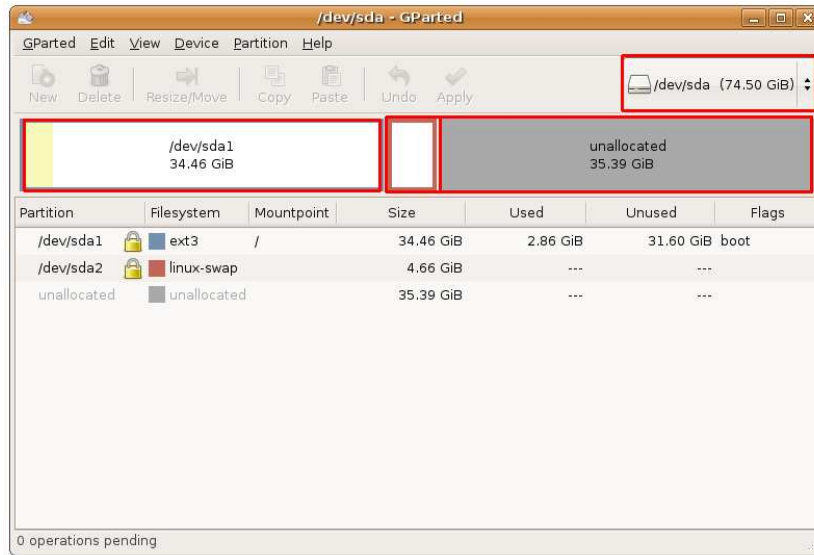 /dev/sda - GParted
GParted Edit View Device Partition Help
New Delete Resize/Move Copy Paste Undo Apply /dev/sda (74.50 GiB)
/dev/sda1 unallocated
34.46 GiB 35.39 GiB
Partition Filesystem Mountpoint Size Used Unused Flags
/dev/sda1 ext3 / 34.46 GiB 2.86 GiB 31.60 GiB boot
/dev/sda2 linux-swap 4.66 GiB --- ---
unallocated unallocated 35.39 GiB --- ---
0 operations pending